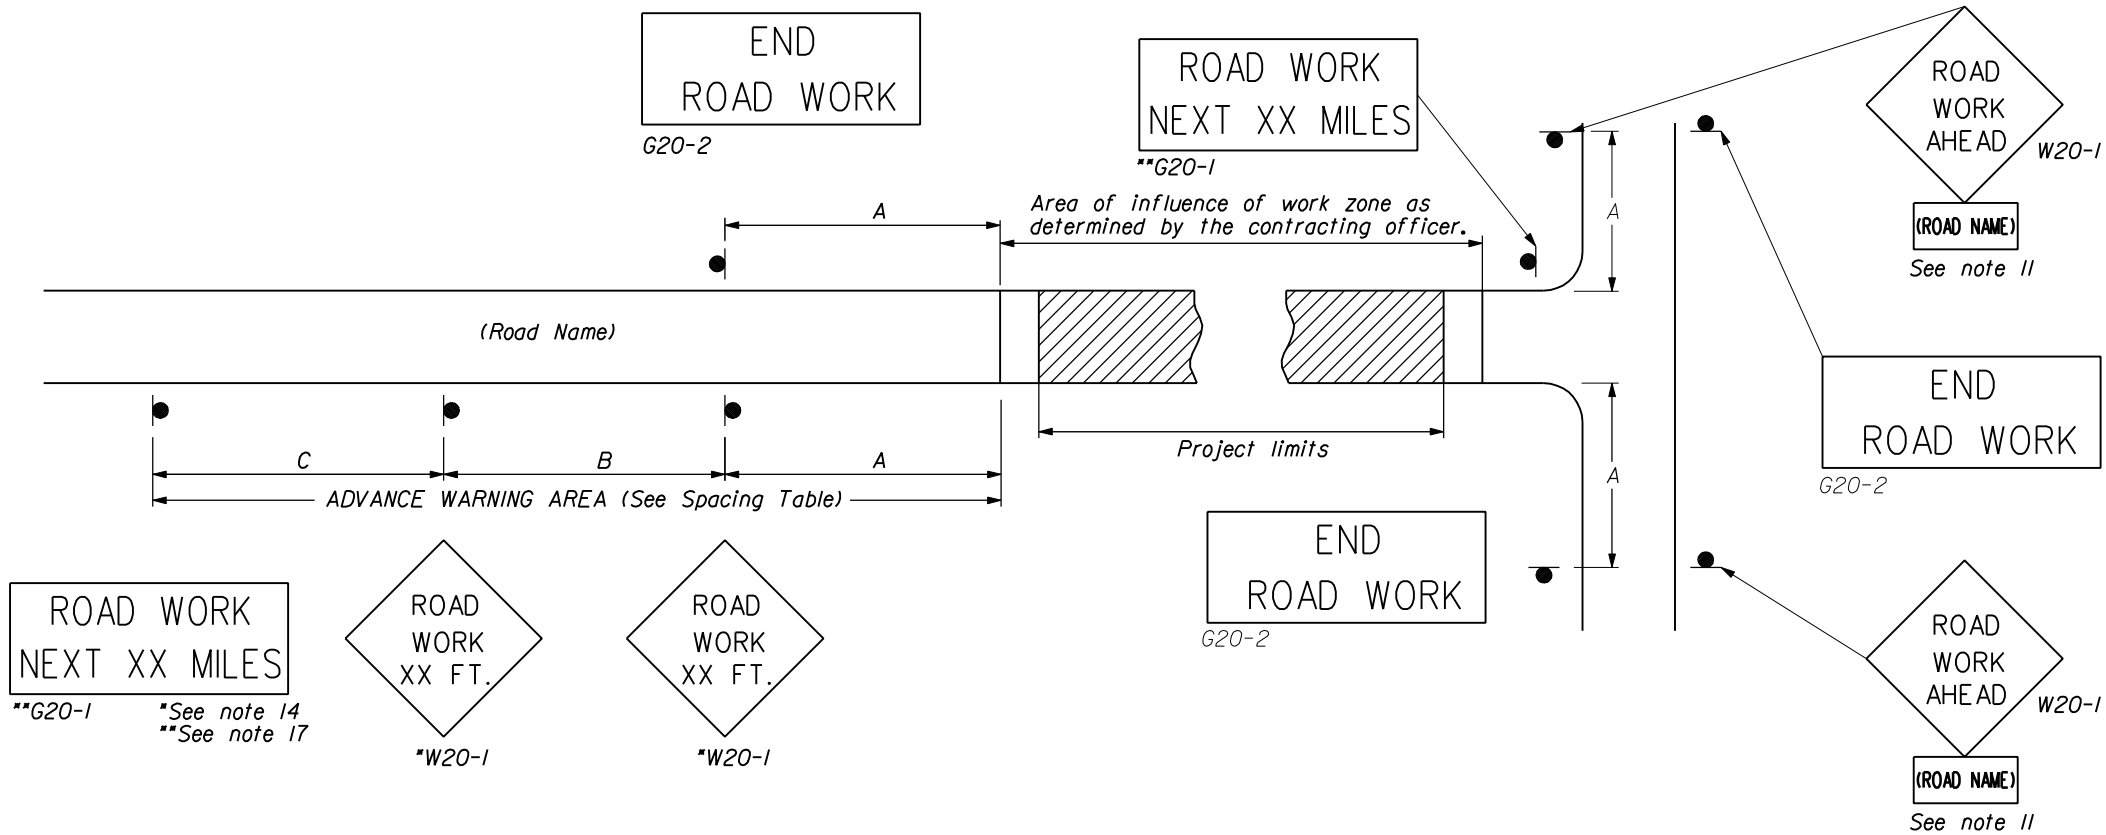 END
ROAD WORK
G20-2
ROAD WORK
NEXT XX MILES
**G20-1
ROAD
WORK
AHEAD
W20-1
(ROAD NAME)
See note 11
A
Area of influence of work zone as
determined by the contracting officer.
A
(Road Name)
END
ROAD WORK
G20-2
Project limits
C
B
A
A
ADVANCE WARNING AREA (See Spacing Table)
END
ROAD WORK
G20-2
ROAD WORK
NEXT XX MILES
**G20-1
*See note 14
**See note 17
ROAD
WORK
XX FT.
*W20-1
ROAD
WORK
XX FT.
*W20-1
ROAD
WORK
AHEAD
W20-1
(ROAD NAME)
See note 11